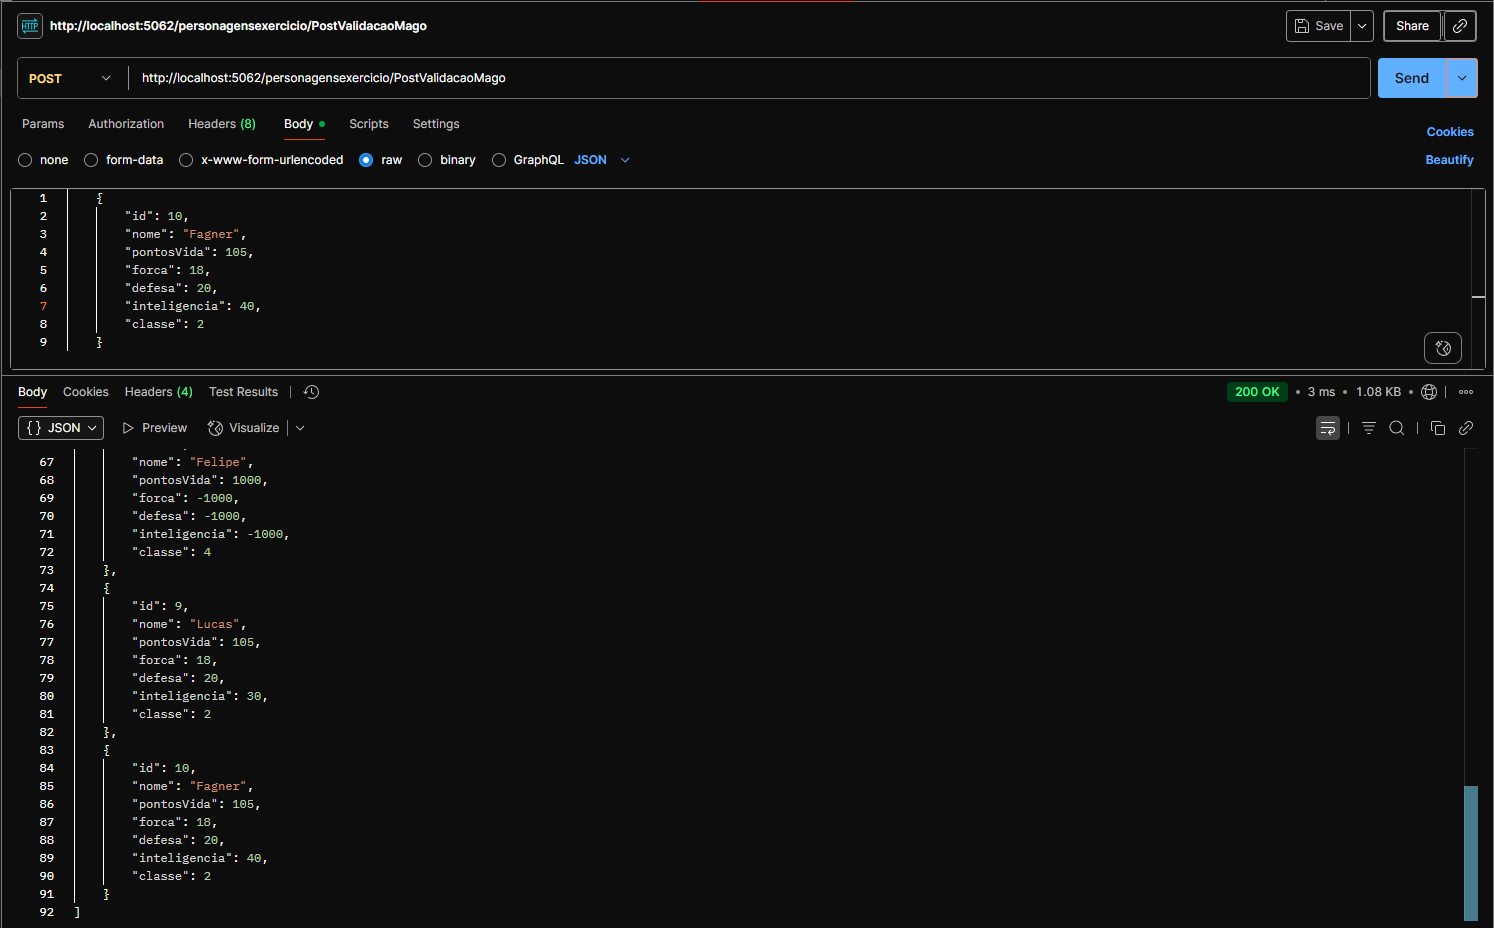 HTTP http://localhost:5062/personagensexercicio/PostValidacaoMago Save Share
POST http://localhost:5062/personagensexercicio/PostValidacaoMago Send
Params Authorization Headers (8) Body Scripts Settings Cookies
none form-data x-www-form-urlencoded raw binary GraphQL JSON Beautify
1 {
2 "id": 10,
3 "nome": "Fagner",
4 "pontosVida": 105,
5 "forca": 18,
6 "defesa": 20,
7 "inteligencia": 40,
8 "classe": 2
9 }
Body Cookies Headers (4) Test Results 200 OK • 3 ms • 1.08 KB •
{} JSON Preview Visualize
67 "nome": "Felipe",
68 "pontosVida": 1000,
69 "forca": -1000,
70 "defesa": -1000,
71 "inteligencia": -1000,
72 "classe": 4
73 },
74 {
75 "id": 9,
76 "nome": "Lucas",
77 "pontosVida": 105,
78 "forca": 18,
79 "defesa": 20,
80 "inteligencia": 30,
81 "classe": 2
82 },
83 {
84 "id": 10,
85 "nome": "Fagner",
86 "pontosVida": 105,
87 "forca": 18,
88 "defesa": 20,
89 "inteligencia": 40,
90 "classe": 2
91 }
92 ]